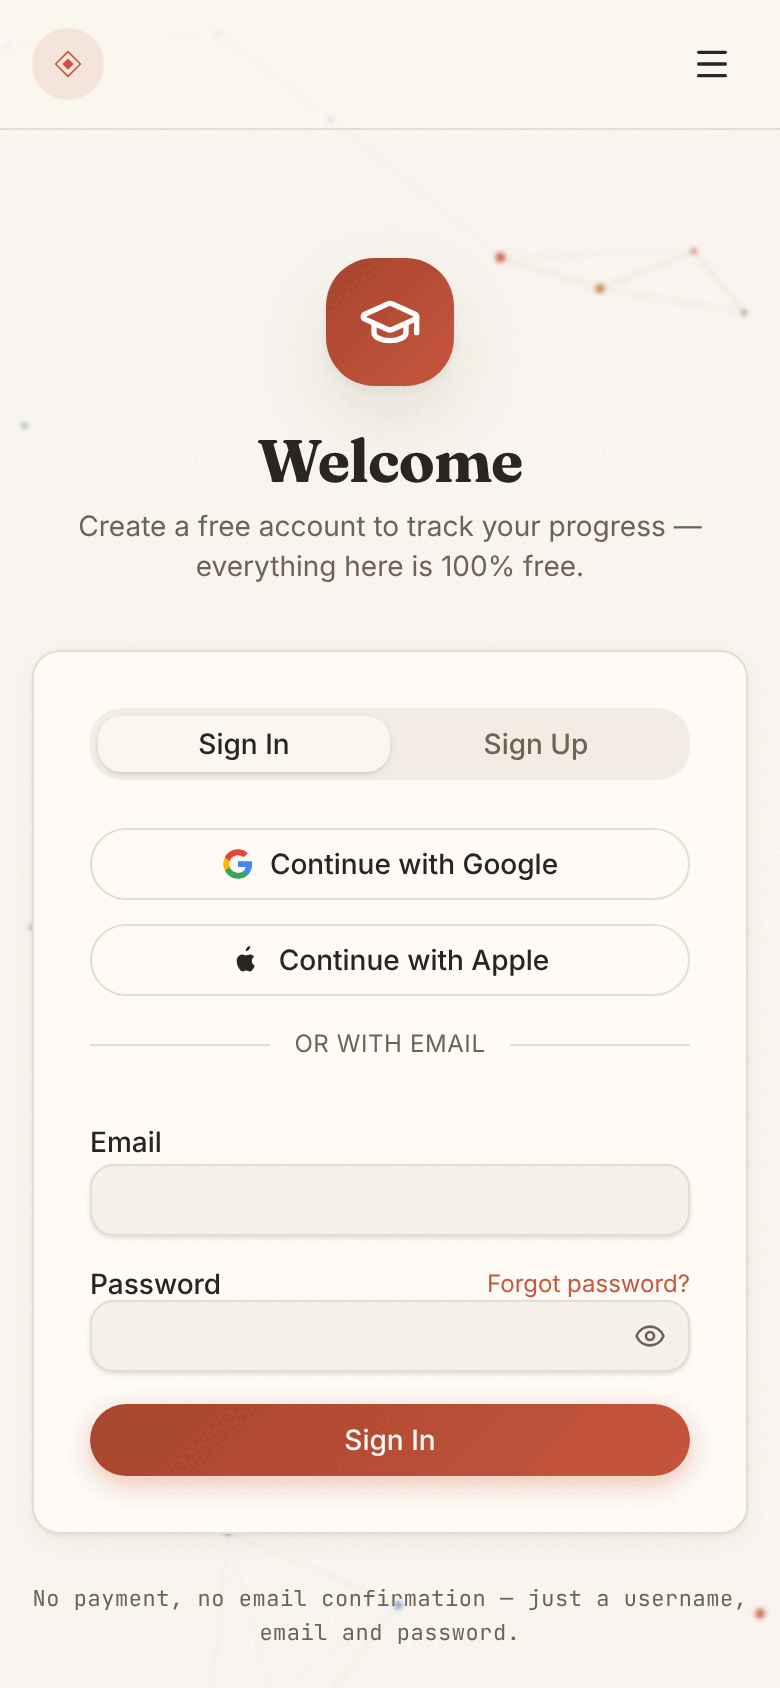 Welcome
Create a free account to track your progress —
everything here is 100% free.
Sign In
Sign Up
Continue with Google
Continue with Apple
OR WITH EMAIL
Email
Password
Forgot password?
Sign In
No payment, no email confirmation — just a username,
email and password.